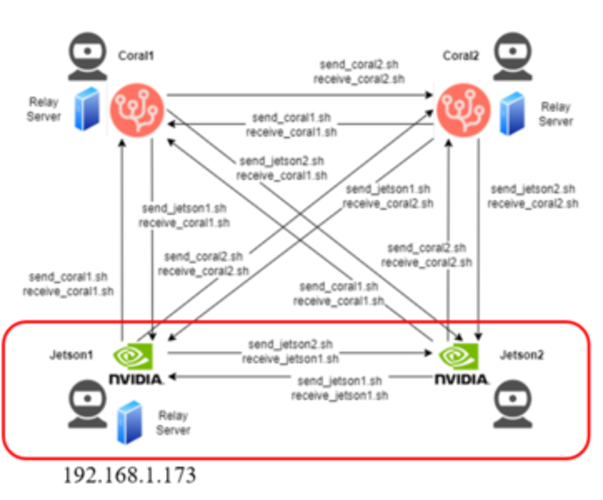 Coral1
Coral2
send_coral2.sh
receive_coral2.sh
Relay
Server
Relay
Server
send_coral1.sh
receive_coral1.sh
send_jetson2.sh
receive_coral1.sh
send_jetson1.sh
receive_coral2.sh
send_jetson2.sh
receive_coral2.sh
send_jetson1.sh
receive_coral1.sh
send_coral2.sh
receive_coral2.sh
send_coral2.sh
receive_coral2.sh
send_coral1.sh
receive_coral1.sh
send_coral1.sh
receive_coral1.sh
Jetson1
NVIDIA
send_jetson2.sh
receive_jetson1.sh
Jetson2
NVIDIA
send_jetson1.sh
receive_jetson1.sh
Relay
Server
192.168.1.173